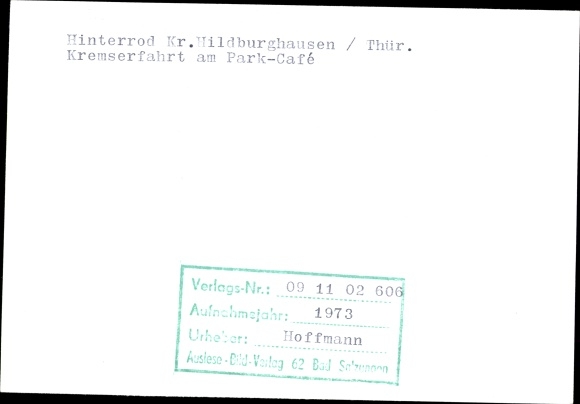 Hinterrod Kr.Hildburghausen / Thür.
Kremserfahrt am Park-Café
Verlags-Nr.: 09 11 02 606
Aufnahmejahr: 1973
Urheber: Hoffmann
Auslese-Bild-Verlag 62 Bad Salzungen